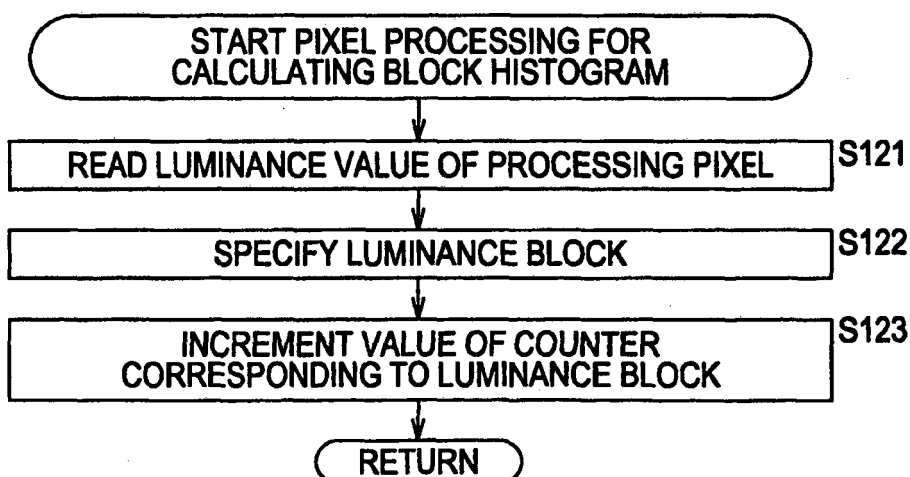 START PIXEL PROCESSING FOR
CALCULATING BLOCK HISTOGRAM
READ LUMINANCE VALUE OF PROCESSING PIXEL
S121
SPECIFY LUMINANCE BLOCK
S122
INCREMENT VALUE OF COUNTER
CORRESPONDING TO LUMINANCE BLOCK
S123
RETURN